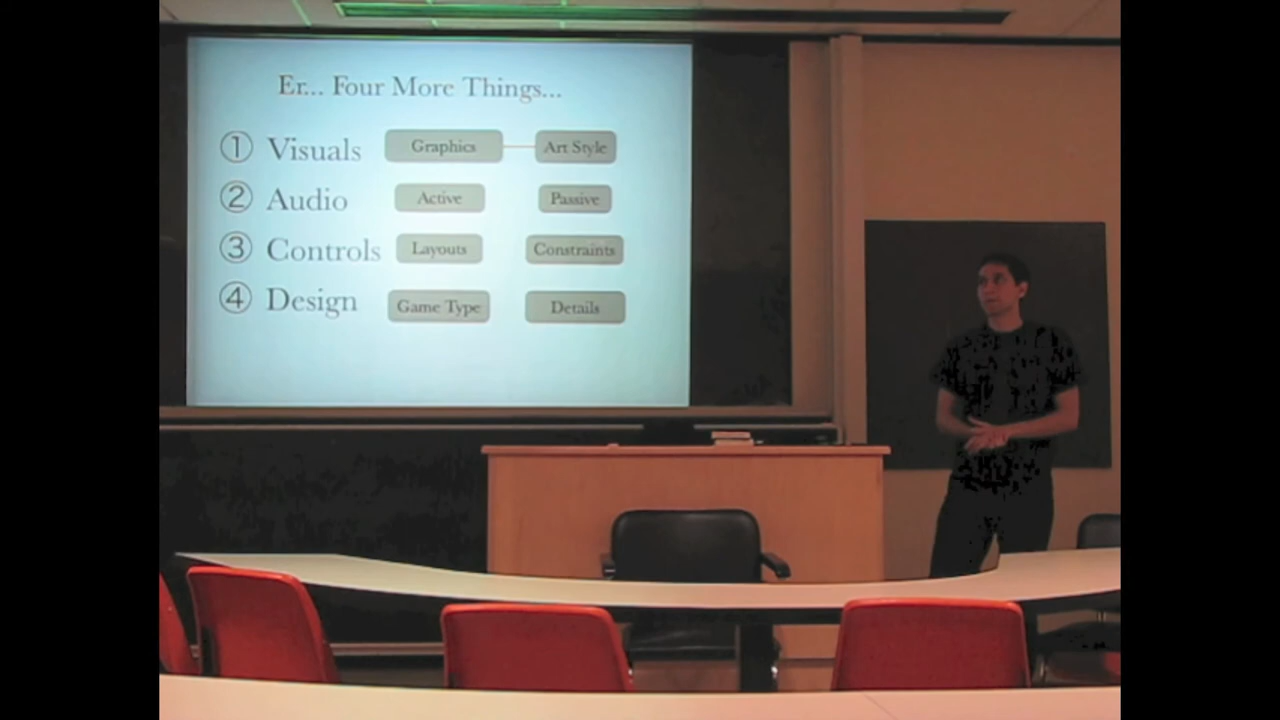 Er... Four More Things...
① Visuals Graphics Art Style
② Audio Active Passive
③ Controls Layouts Constraints
④ Design Game Type Details